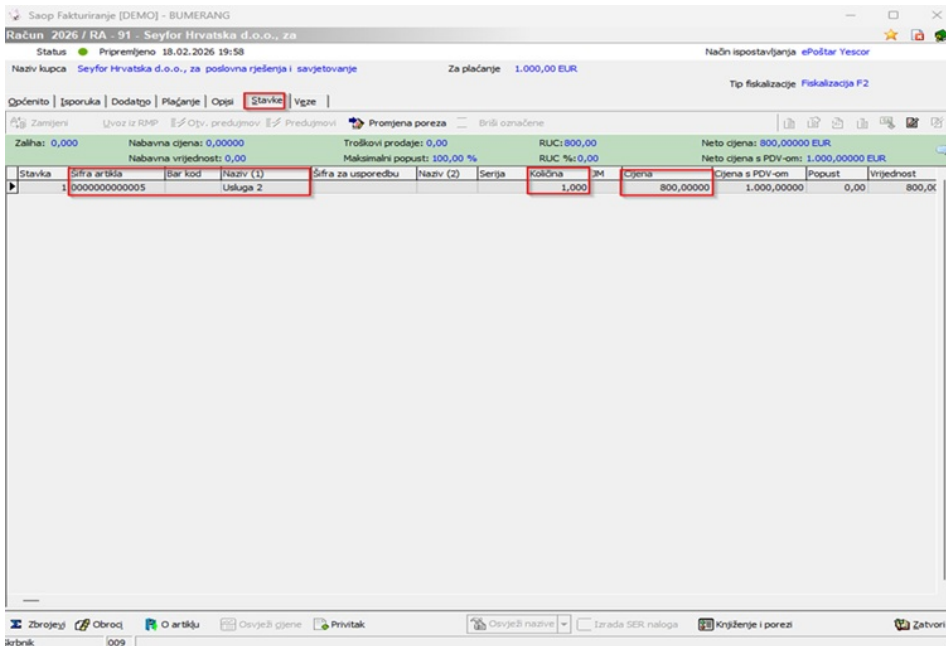 Saop Fakturiranje [DEMO] - BUMERANG
Račun 2026 / RA - 91 - Seyfor Hrvatska d.o.o., za
Status Pripremljeno 18.02.2026 19:58 Način ispostavljanja ePoštar Yescor
Naziv kupca Seyfor Hrvatska d.o.o., za poslovna rješenja i savjetovanje Za plaćanje 1.000,00 EUR
Tip fiskalizacije Fiskalizacija F2
Općenito | Isporuka | Dodatno | Plaćanje | Opisi | Stavke | Veze |
Zamijeni Uvoz iz RMP Otv. predujmov Predujmovi Promjena poreza Briši označene
Zaliha: 0,000 Nabavna cijena: 0,00000 Troškovi prodaje: 0,00 RUC:800,00 Neto cijena: 800,00000 EUR
Nabavna vrijednost: 0,00 Maksimalni popust: 100,00 % RUC %:0,00 Neto cijena s PDV-om: 1.000,00000 EUR
Stavka Šifra artikla Bar kod Naziv (1) Šifra za usporedbu Naziv (2) Serija Količina JM Cijena Cijena s PDV-om Popust Vrijednost
1 0000000000005 Usluga 2 1,000 800,00000 1.000,00000 0,00 800,00
Zbrojevi Obroci O artiklu Osvježi cijene Privitak Osvježi nazive Izrada SER naloga Knjiženje i porezi Zatvori
skrbnik 009